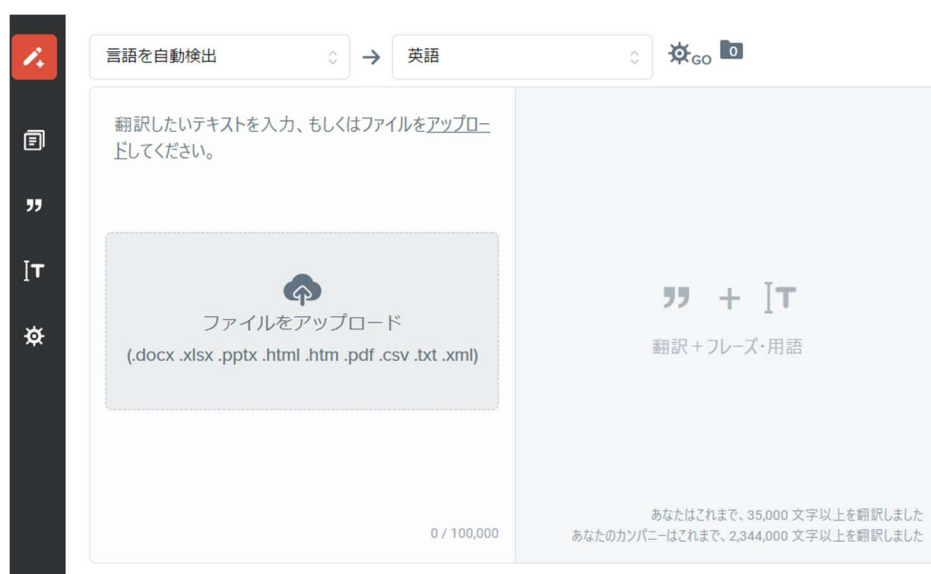 言語を自動検出
→
英語
GO
0
翻訳したいテキストを入力、もしくはファイルをアップロー
ドしてください。
ファイルをアップロード
(.docx .xlsx .pptx .html .htm .pdf .csv .txt .xml)
0 / 100,000
” + T
翻訳+フレーズ・用語
あなたはこれまで、35,000 文字以上を翻訳しました
あなたのカンパニーはこれまで、2,344,000 文字以上を翻訳しました